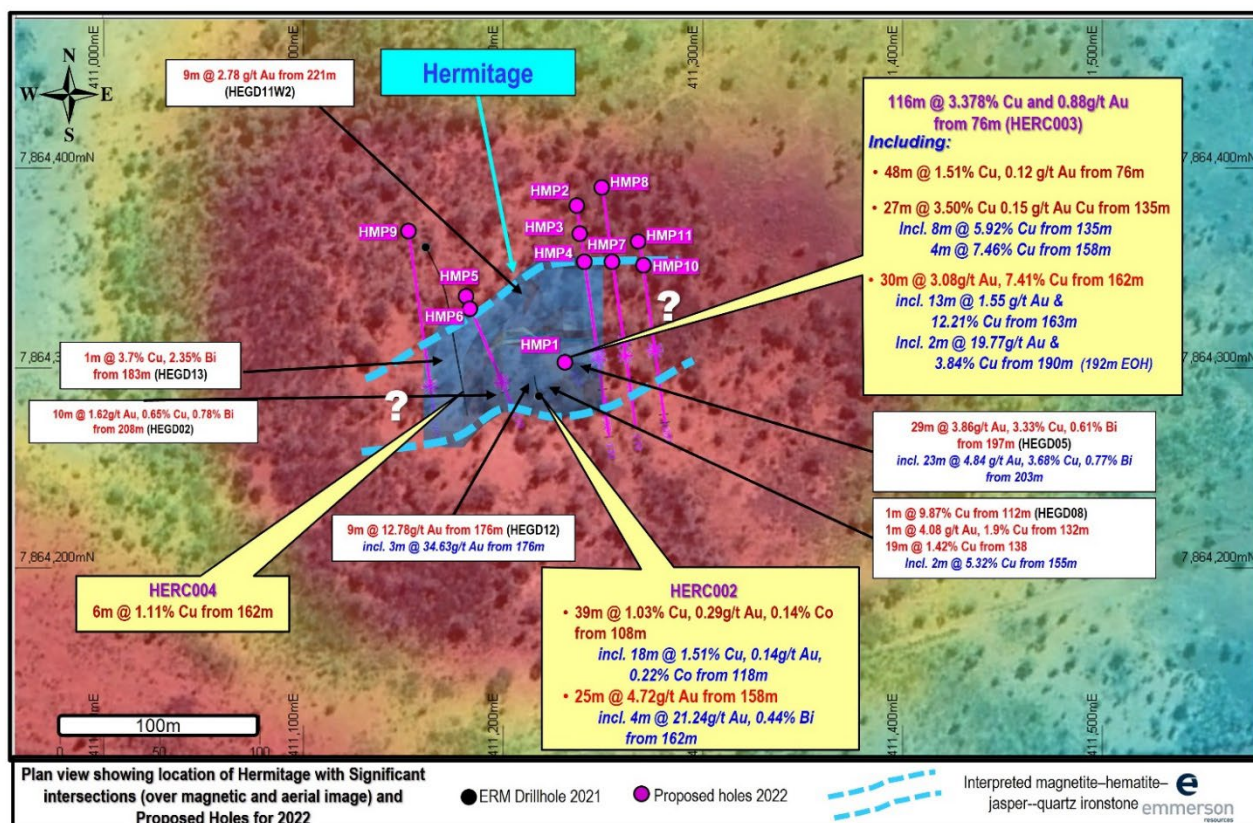 411,000mE
411,100mE
300mE
411,300mE
411,400mE
1,500mE
N
W E
S
9m @ 2.78 g/t Au from 221m
(HEGD11W2)
Hermitage
116m @ 3.378% Cu and 0.88g/t Au
from 76m (HERC003)
Including:
• 48m @ 1.51% Cu, 0.12 g/t Au from 76m
• 27m @ 3.50% Cu 0.15 g/t Au Cu from 135m
Incl. 8m @ 5.92% Cu from 135m
4m @ 7.46% Cu from 158m
• 30m @ 3.08g/t Au, 7.41% Cu from 162m
incl. 13m @ 1.55 g/t Au &
12.21% Cu from 163m
Incl. 2m @ 19.77g/t Au &
3.84% Cu from 190m (192m EOH)
7,864,400mN
7,864,400mN
HMP2
HMP8
HMP3
HMP9
HMP4
HMP7
HMP11
HMP10
HMP5
HMP6
HMP1
?
?
7,864,3
7,864,300mN
1m @ 3.7% Cu, 2.35% Bi
from 183m (HEGD13)
10m @ 1.62g/t Au, 0.65% Cu, 0.78% Bi
from 208m (HEGD02)
29m @ 3.86g/t Au, 3.33% Cu, 0.61% Bi
from 197m (HEGD05)
incl. 23m @ 4.84 g/t Au, 3.68% Cu, 0.77% Bi
from 203m
1m @ 9.87% Cu from 112m (HEGD08)
1m @ 4.08 g/t Au, 1.9% Cu from 132m
19m @ 1.42% Cu from 138
Incl. 2m @ 5.32% Cu from 155m
9m @ 12.78g/t Au from 176m (HEGD12)
incl. 3m @ 34.63g/t Au from 176m
7,864,200mN
7,864,200mN
HERC004
6m @ 1.11% Cu from 162m
HERC002
• 39m @ 1.03% Cu, 0.29g/t Au, 0.14% Co
from 108m
incl. 18m @ 1.51% Cu, 0.14g/t Au,
0.22% Co from 118m
• 25m @ 4.72g/t Au from 158m
incl. 4m @ 21.24g/t Au, 0.44% Bi
from 162m
100m
0 50 100
411,100mE
411,200mE
411,400mE
411,500mE
Plan view showing location of Hermitage with Significant
intersections (over magnetic and aerial image) and
Proposed Holes for 2022
ERM Drillhole 2021
Proposed holes 2022
Interpreted magnetite–hematite–
jasper--quartz ironstone
emmerson
resources